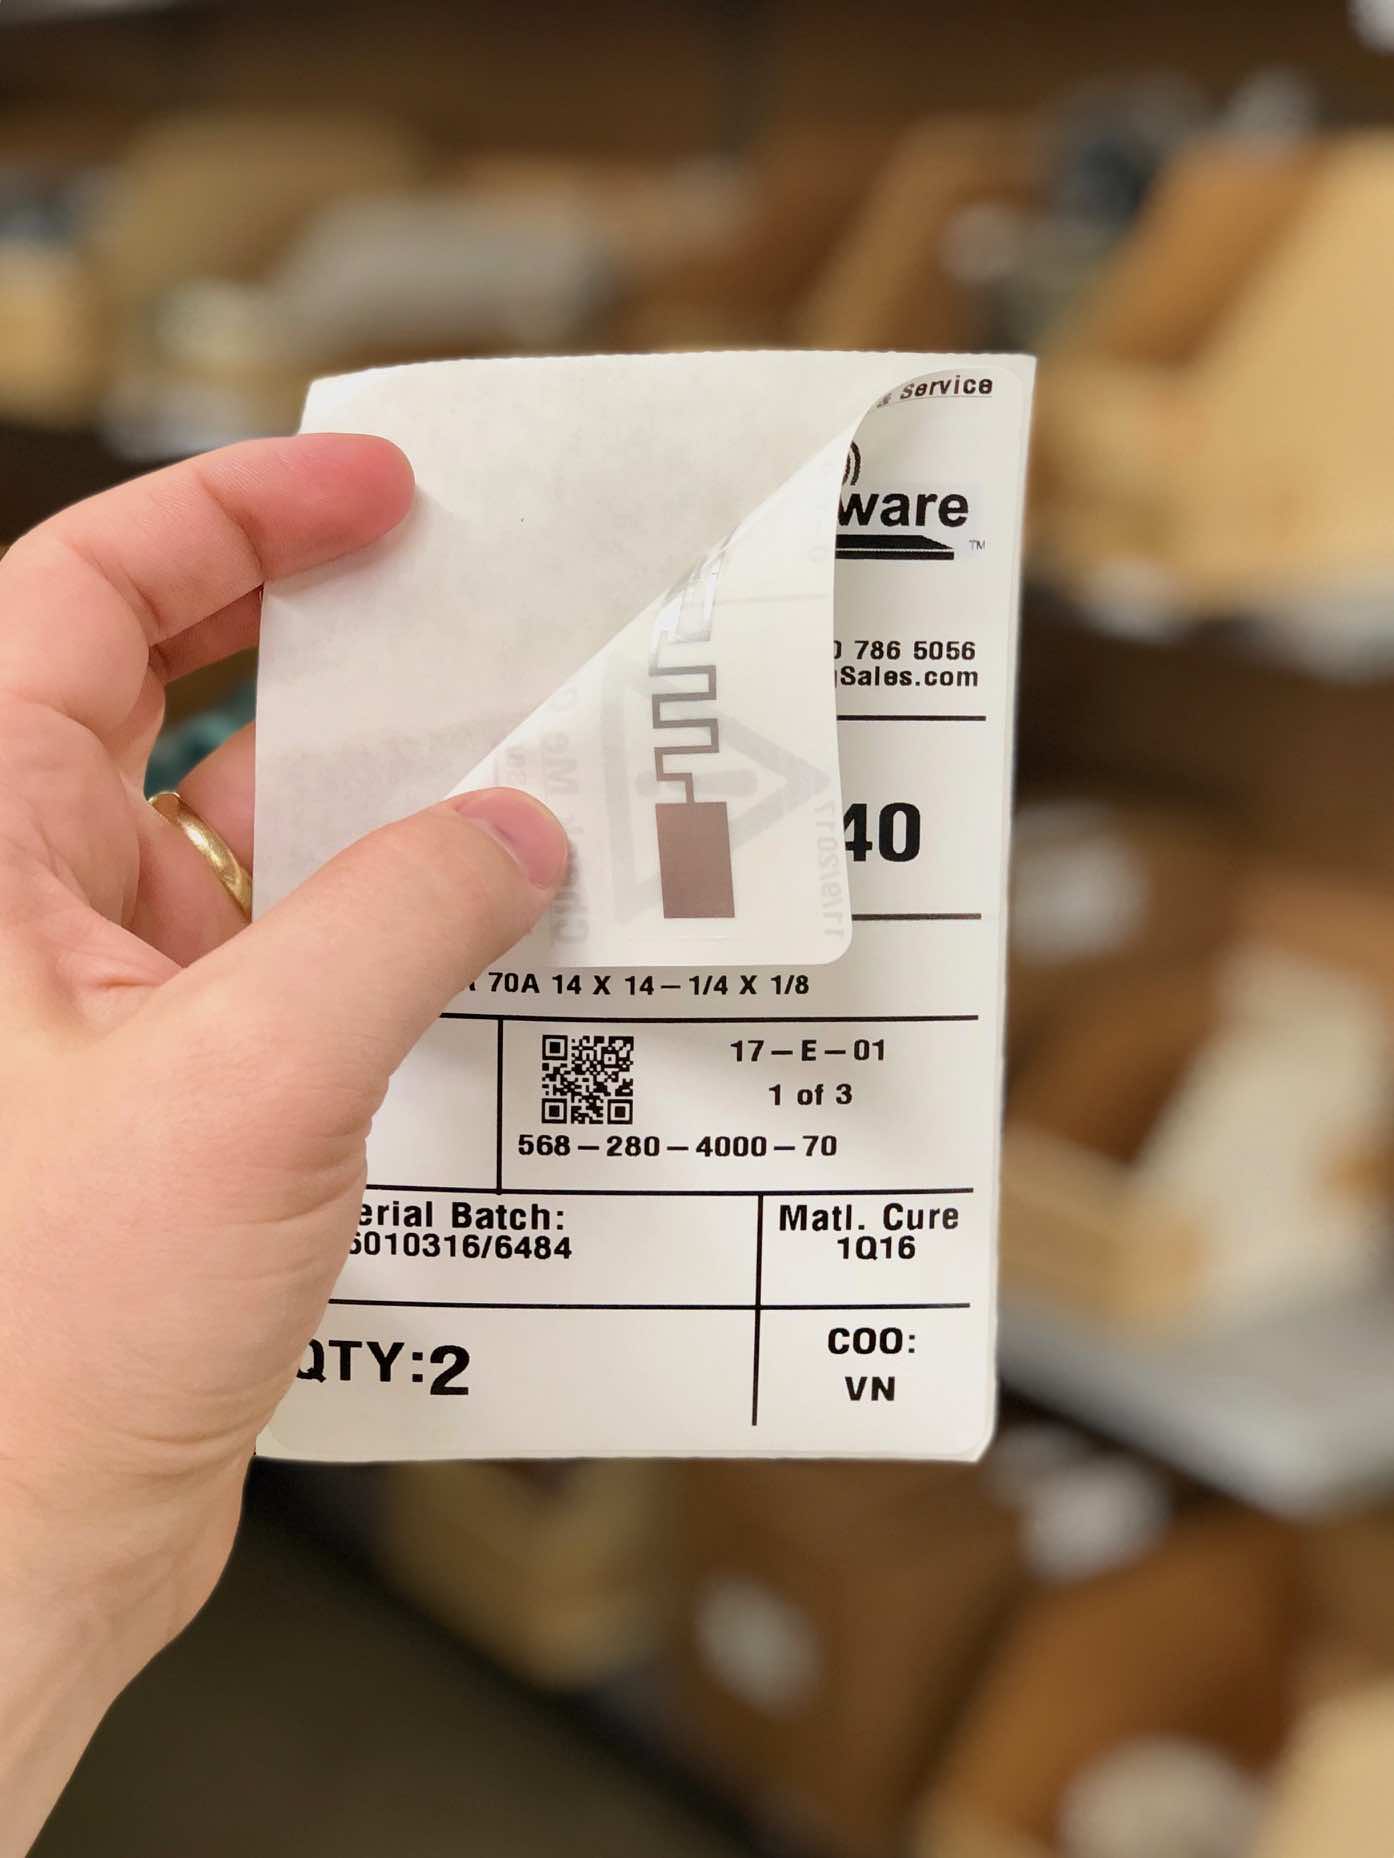 & Service
ware
TM
786 5056
Sales.com
40
70A 14 X 14–1/4 X 1/8
17–E–01
1 of 3
568–280–4000–70
erial Batch:
6010316/6484
Matl. Cure
1Q16
QTY:2
COO:
VN